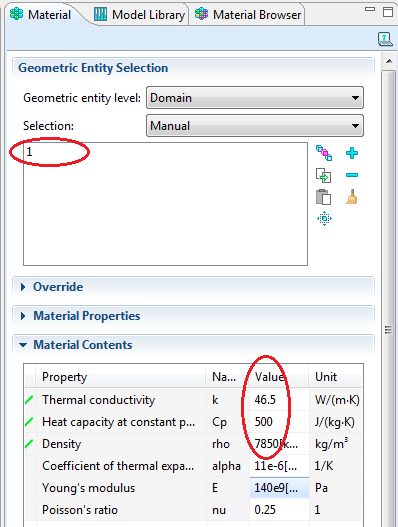 Material Model Library Material Browser
Geometric Entity Selection
Geometric entity level: Domain
Selection: Manual
1
Override
Material Properties
Material Contents
Property Na... Value Unit
Thermal conductivity k 46.5 W/(m·K)
Heat capacity at constant p... Cp 500 J/(kg·K)
Density rho 7850[k... kg/m³
Coefficient of thermal expa... alpha 11e-6[... 1/K
Young's modulus E 140e9[... Pa
Poisson's ratio nu 0.25 1